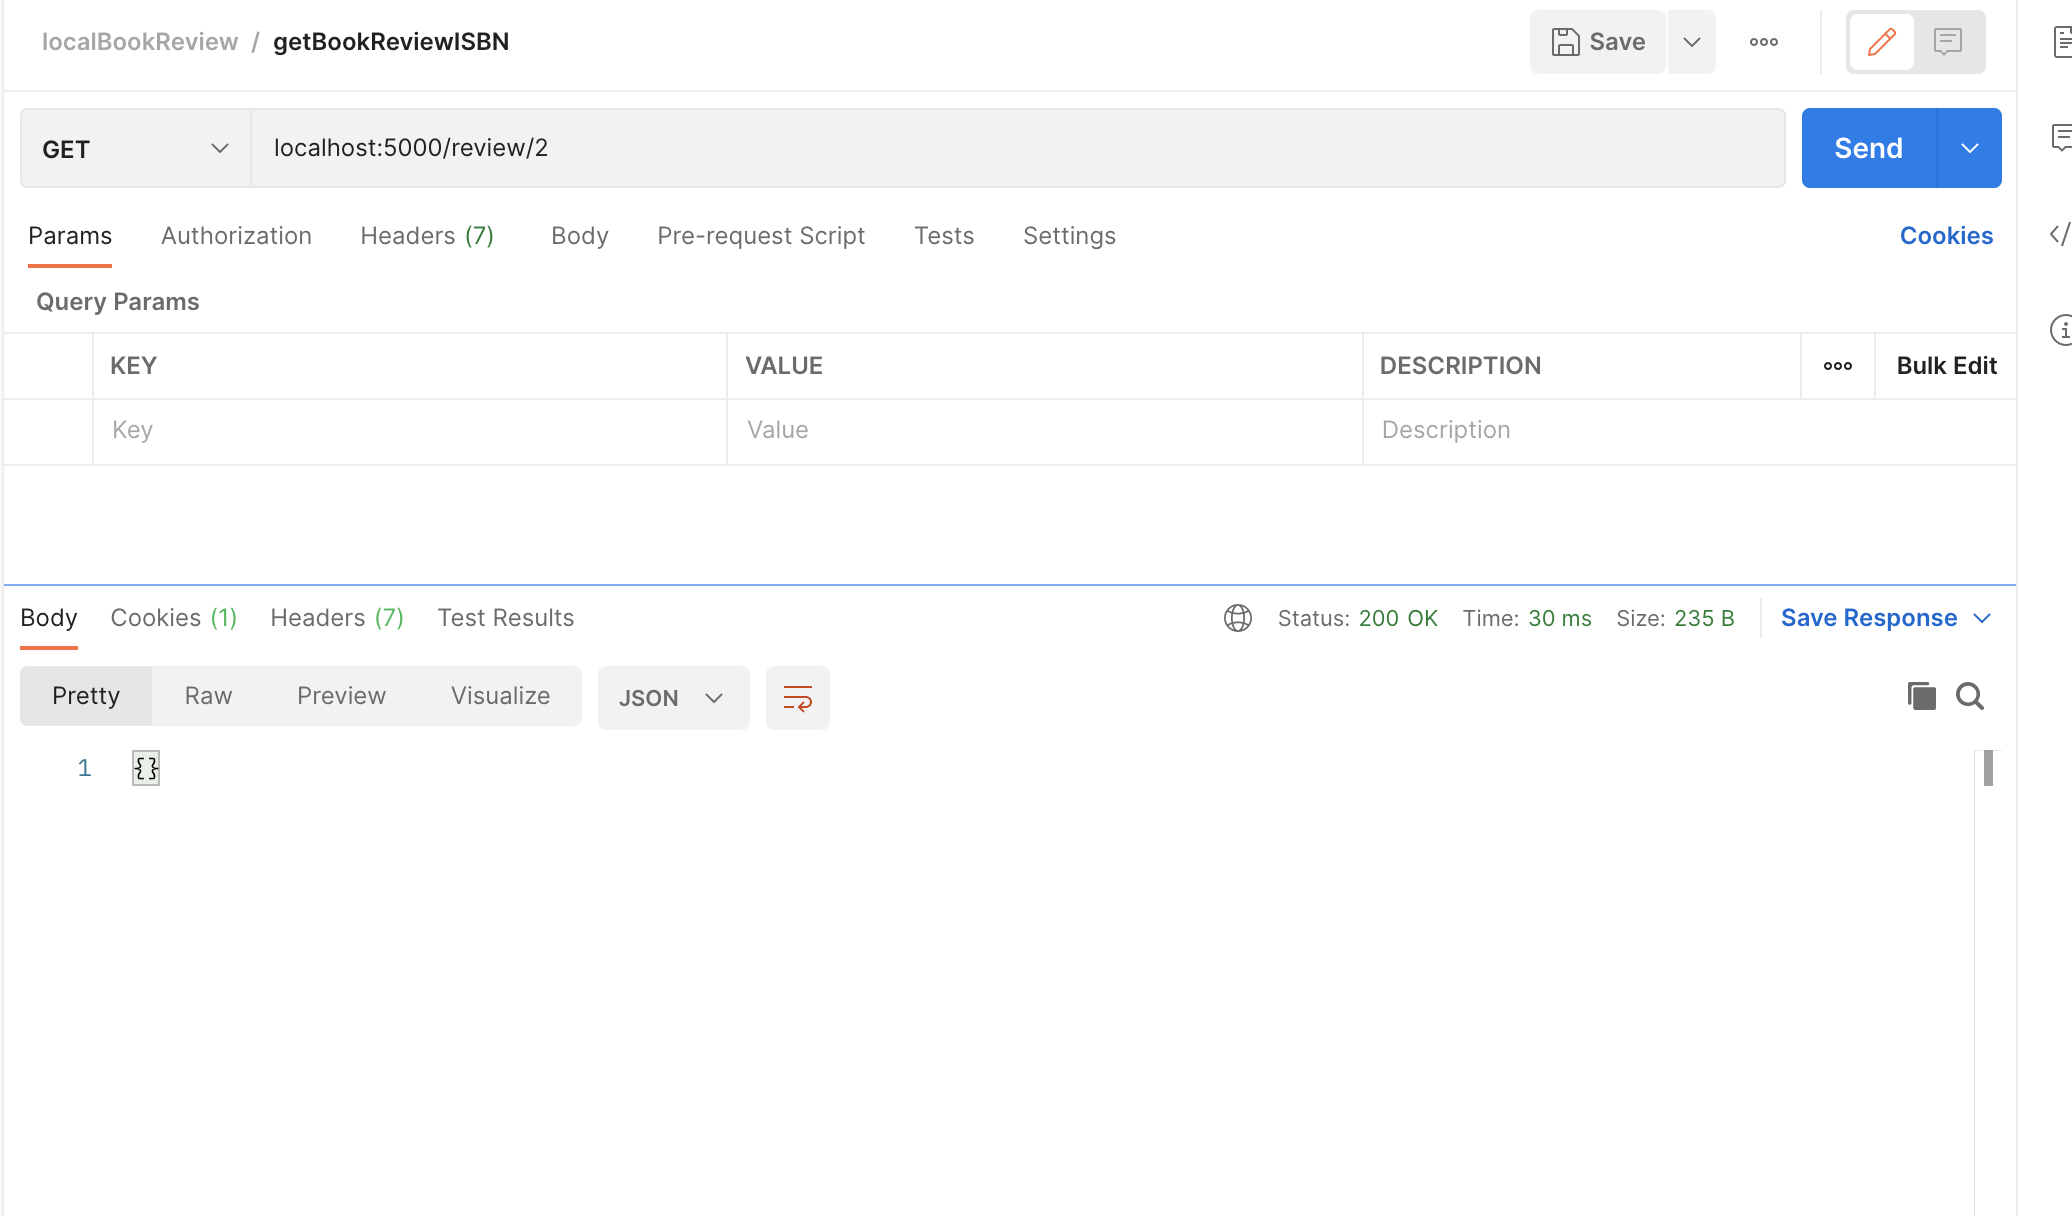 localBookReview / getBookReviewISBN
Save
GET
localhost:5000/review/2
Send
Params Authorization Headers (7) Body Pre-request Script Tests Settings Cookies
Query Params
KEY VALUE DESCRIPTION ooo Bulk Edit
Key Value Description
Body Cookies (1) Headers (7) Test Results Status: 200 OK Time: 30 ms Size: 235 B Save Response
Pretty Raw Preview Visualize JSON
1 {}